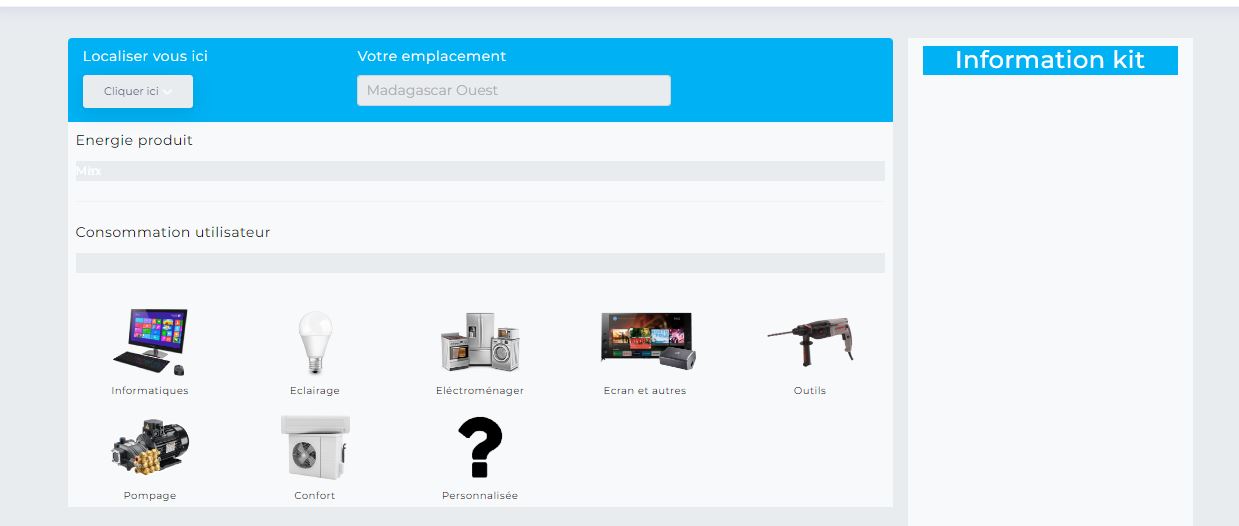 Localiser vous ici
Votre emplacement
Information kit
Cliquer ici
Madagascar Ouest
Energie produit
Consommation utilisateur
Informatiques
Eclairage
Eléctroménager
Ecran et autres
Outils
Pompage
Confort
Personnalisée